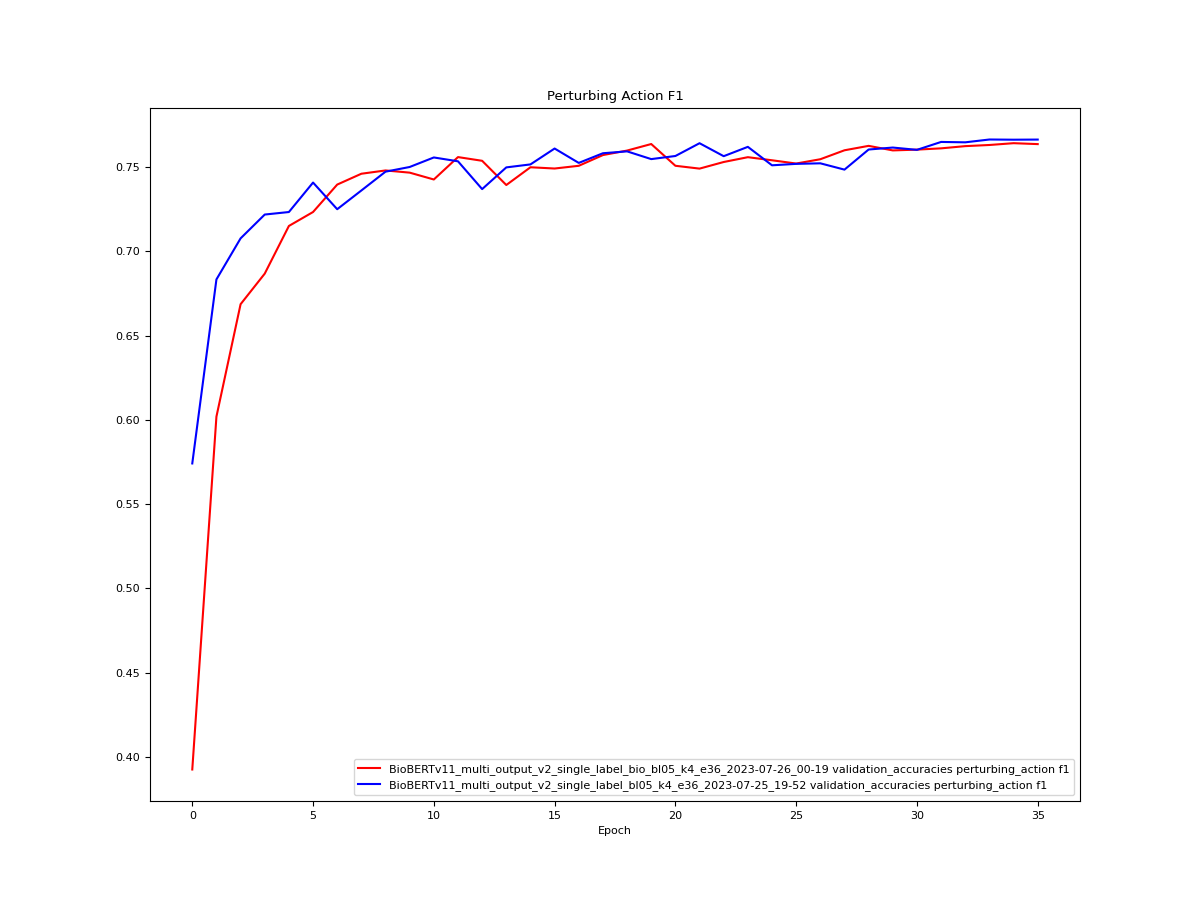 Perturbing Action F1
0.75
0.70
0.65
0.60
0.55
0.50
0.45
0.40
BioBERTv11_multi_output_v2_single_label_bio_bl05_k4_e36_2023-07-26_00-19 validation_accuracies perturbing_action f1
BioBERTv11_multi_output_v2_single_label_bl05_k4_e36_2023-07-25_19-52 validation_accuracies perturbing_action f1
0 5 10 15 20 25 30 35
Epoch